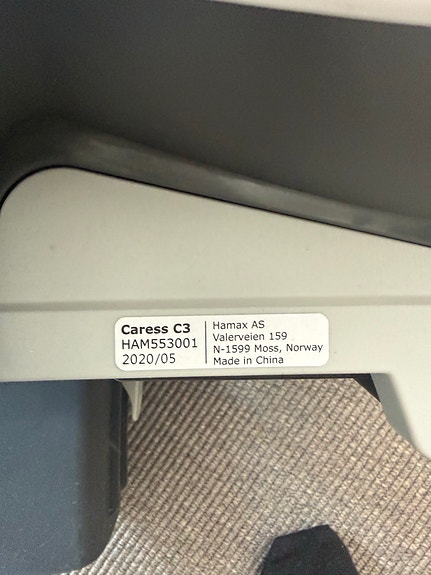 Caress C3
HAM553001
2020/05
Hamax AS
Valerveien 159
N-1599 Moss, Norway
Made in China